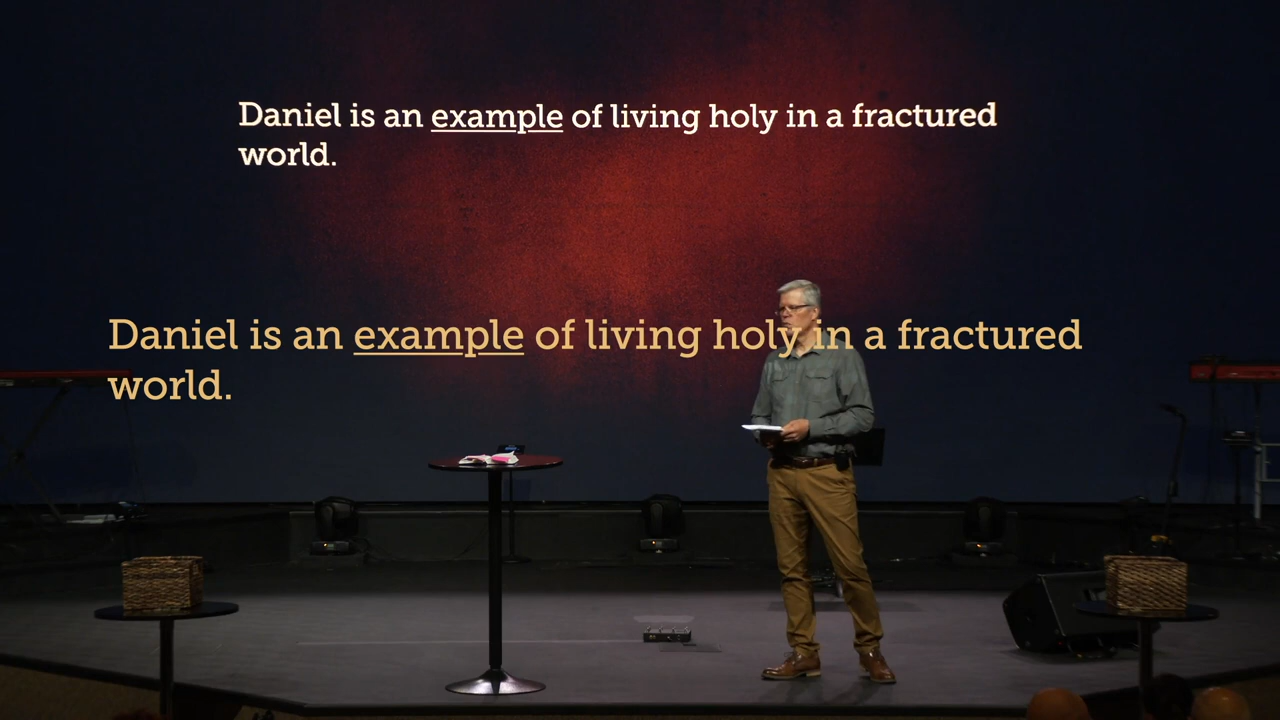 Daniel is an example of living holy in a fractured
world.
Daniel is an example of living holy in a fractured
world.